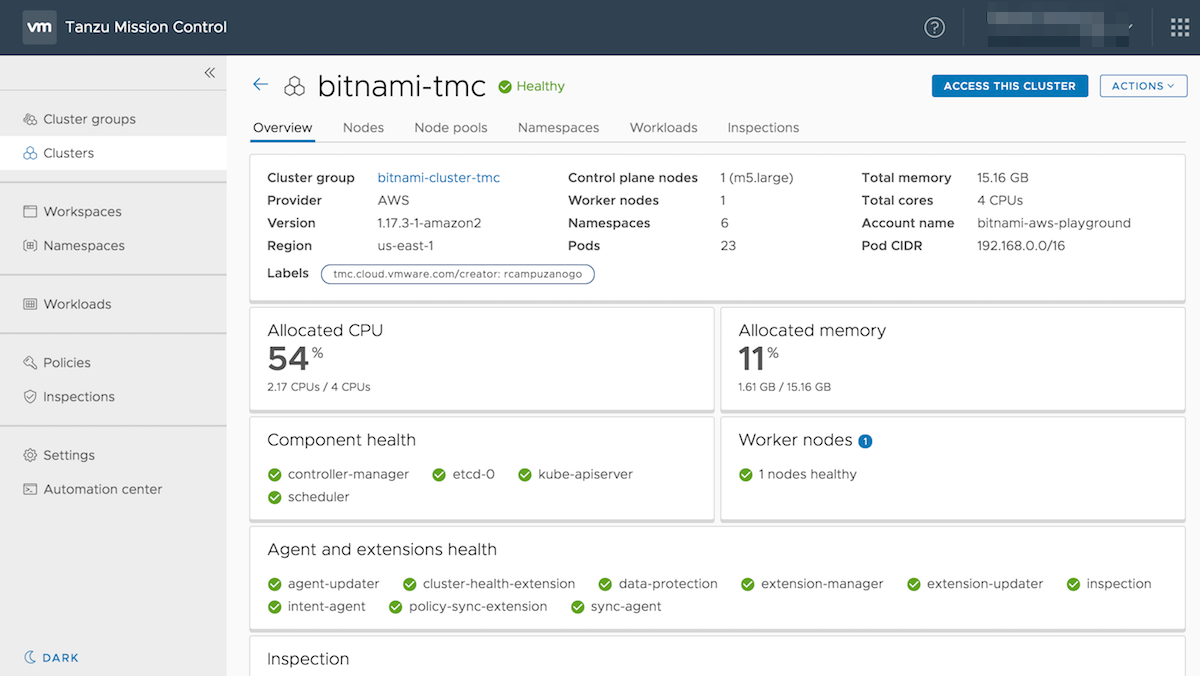 vm Tanzu Mission Control
Cluster groups
Clusters
Workspaces
Namespaces
Workloads
Policies
Inspections
Settings
Automation center
DARK
bitnami-tmc Healthy
ACCESS THIS CLUSTER ACTIONS
Overview Nodes Node pools Namespaces Workloads Inspections
Cluster group bitnami-cluster-tmc Control plane nodes 1 (m5.large) Total memory 15.16 GB
Provider AWS Worker nodes 1 Total cores 4 CPUs
Version 1.17.3-1-amazon2 Namespaces 6 Account name bitnami-aws-playground
Region us-east-1 Pods 23 Pod CIDR 192.168.0.0/16
Labels tmc.cloud.vmware.com/creator: rcampuzanogo
Allocated CPU
54%
2.17 CPUs / 4 CPUs
Allocated memory
11%
1.61 GB / 15.16 GB
Component health
controller-manager etcd-0 kube-apiserver
scheduler
Worker nodes 1
1 nodes healthy
Agent and extensions health
agent-updater cluster-health-extension data-protection extension-manager extension-updater inspection
intent-agent policy-sync-extension sync-agent
Inspection